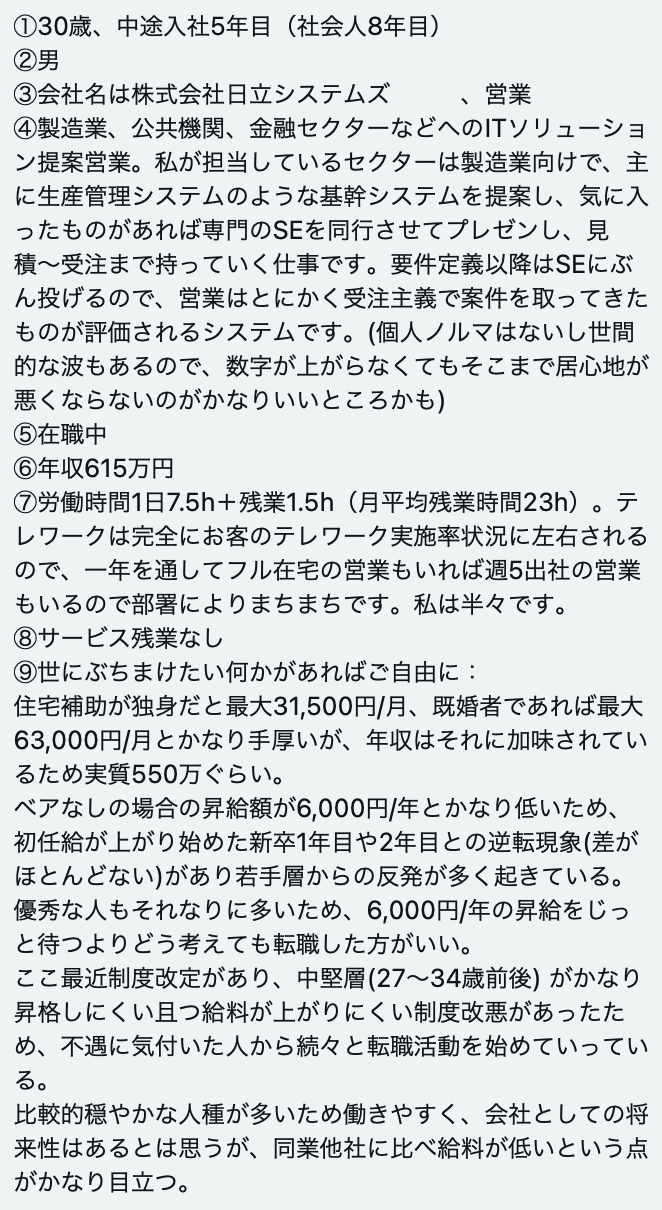 ①30歳、中途入社5年目（社会人8年目）
②男
③会社名は株式会社日立システムズ　　　、営業
④製造業、公共機関、金融セクターなどへのITソリューショ
ン提案営業。私が担当しているセクターは製造業向けで、主
に生産管理システムのような基幹システムを提案し、気に入
ったものがあれば専門のSEを同行させてプレゼンし、見
積〜受注まで持っていく仕事です。要件定義以降はSEにぶ
ん投げるので、営業はとにかく受注主義で案件を取ってきた
ものが評価されるシステムです。(個人ノルマはないし世間
的な波もあるので、数字が上がらなくてもそこまで居心地が
悪くならないのがかなりいいところかも)
⑤在職中
⑥年収615万円
⑦労働時間1日7.5h＋残業1.5h（月平均残業時間23h）。テ
レワークは完全にお客のテレワーク実施率状況に左右される
ので、一年を通してフル在宅の営業もいれば週5出社の営業
もいるので部署によりまちまちです。私は半々です。
⑧サービス残業なし
⑨世にぶちまけたい何かがあればご自由に：
住宅補助が独身だと最大31,500円/月、既婚者であれば最大
63,000円/月とかなり手厚いが、年収はそれに加味されてい
るため実質550万ぐらい。
ベアなしの場合の昇給額が6,000円/年とかなり低いため、
初任給が上がり始めた新卒1年目や2年目との逆転現象(差が
ほとんどない)があり若手層からの反発が多く起きている。
優秀な人もそれなりに多いため、6,000円/年の昇給をじっ
と待つよりどう考えても転職した方がいい。
ここ最近制度改定があり、中堅層(27〜34歳前後) がかなり
昇格しにくい且つ給料が上がりにくい制度改悪があったた
め、不遇に気付いた人から続々と転職活動を始めていってい
る。
比較的穏やかな人種が多いため働きやすく、会社としての将
来性はあるとは思うが、同業他社に比べ給料が低いという点
がかなり目立つ。